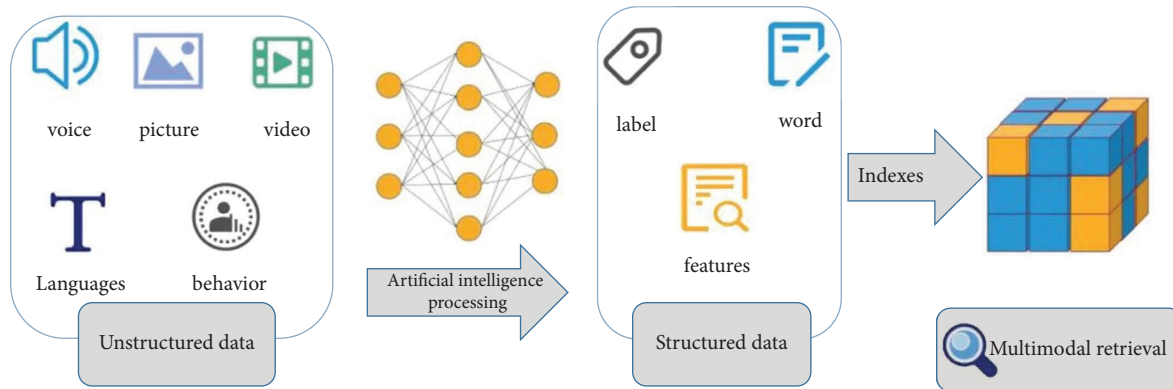 voice
picture
video
Languages
behavior
Unstructured data
Artificial intelligence
processing
label
word
features
Structured data
Indexes
Multimodal retrieval